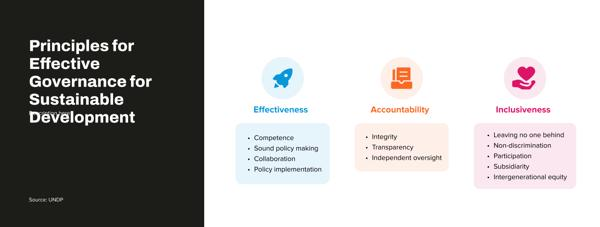 Principles for
Effective
Governance for
Sustainable
Development
Source: UNDP
Effectiveness
• Competence
• Sound policy making
• Collaboration
• Policy implementation
Accountability
• Integrity
• Transparency
• Independent oversight
Inclusiveness
• Leaving no one behind
• Non-discrimination
• Participation
• Subsidiarity
• Intergenerational equity